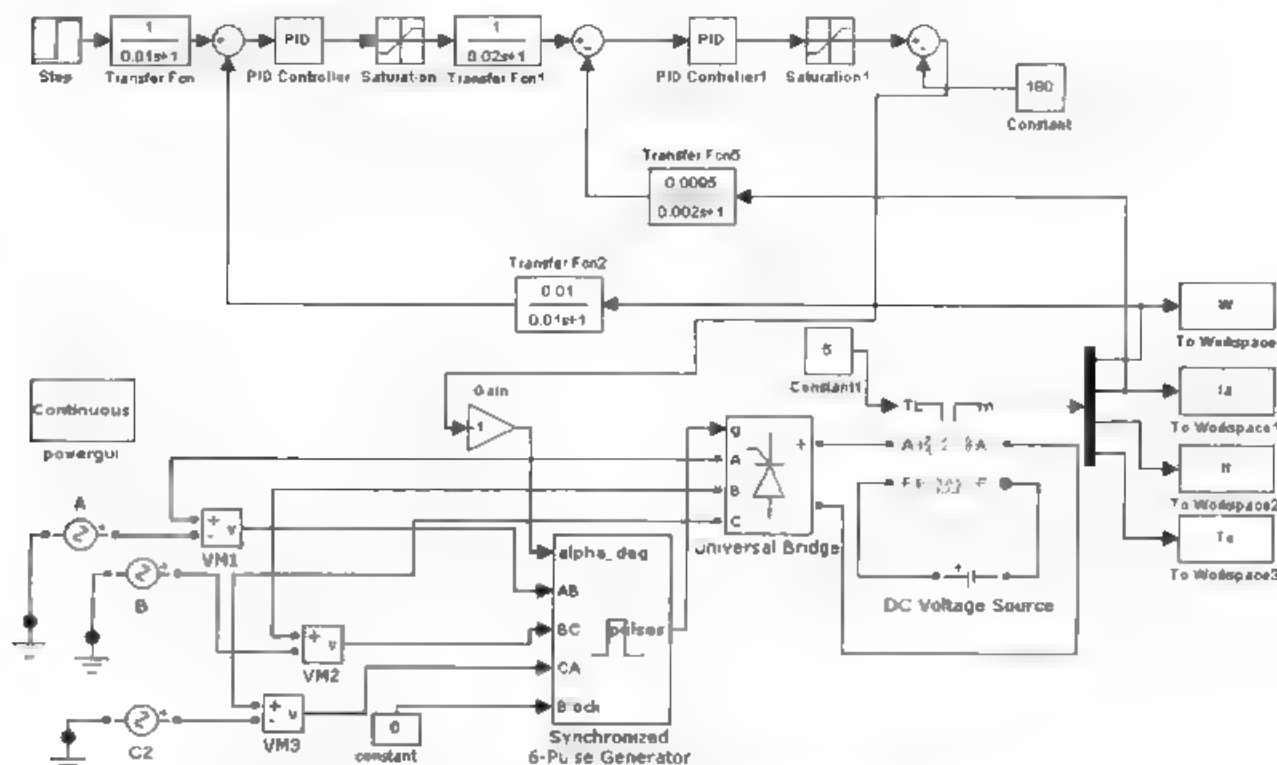 1
0.01s+1
PID
1
0.02s+1
PID
Step
Transfer Fcn
PID Controller
Saturation
Transfer Fcn1
PID Controller1
Saturation1
180
Constant
Transfer Fcn5
0.0095
0.002s+1
Transfer Fcn2
0.01
0.01s+1
W
To Workspace
5
Constant1
Gain
-1
TL
m
Ia
To Workspace1
Continuous
powergui
g
A
B
C
+
A+
A
If
To Workspace2
F
F
A
+
-
v
VM1
Universal Bridge
Te
To Workspace3
alpha_deg
B
AB
+
DC Voltage Source
+
-
v
VM2
BC
pulses
CA
+
-
v
VM3
C2
0
constant
Block
Synchronized
6-Pulse Generator